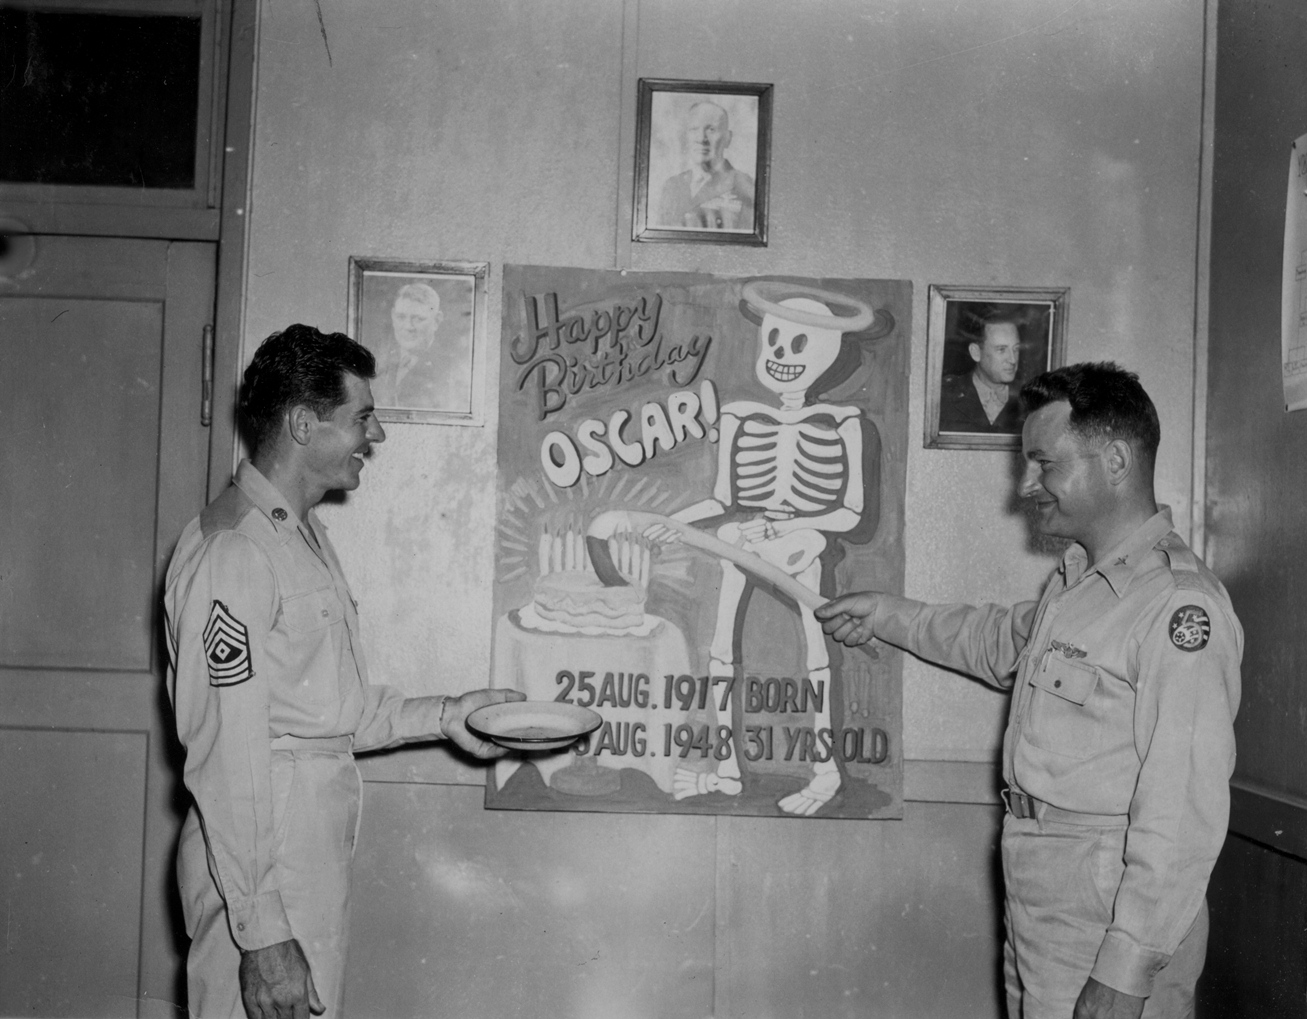 Happy
Birthday
OSCAR!
25 AUG. 1917 BORN
AUG. 1948 31 YRS OLD